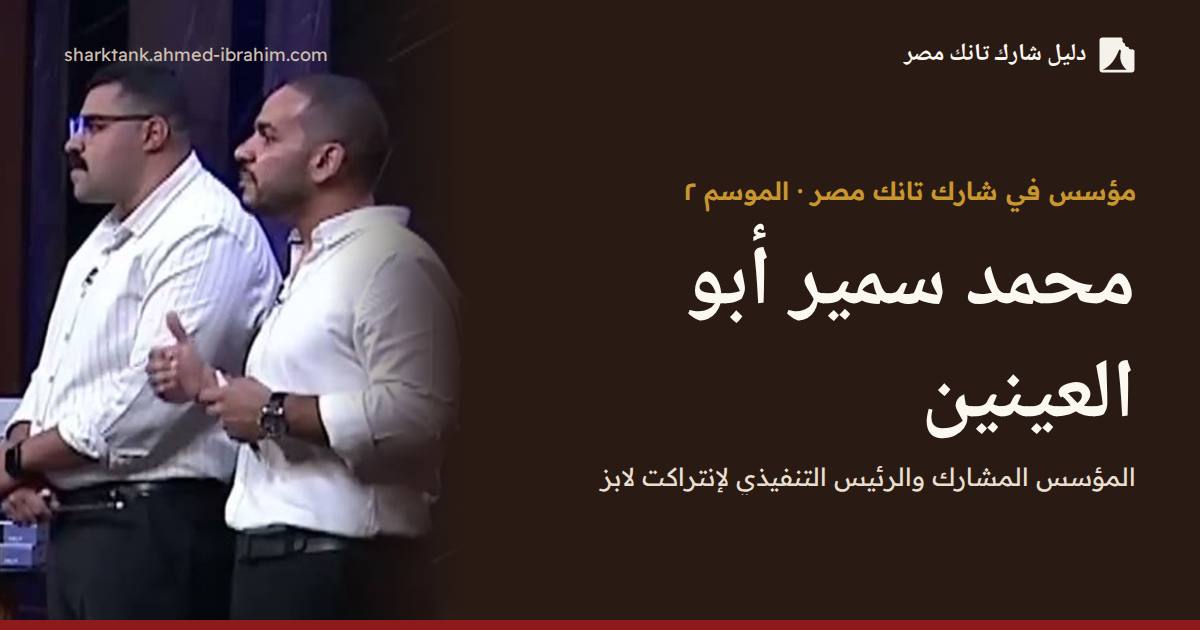 دليل شارك تانك مصر
sharktank.ahmed-ibrahim.com
مؤسس في شارك تانك مصر · الموسم ٢
محمد سمير أبو
العينين
المؤسس المشارك والرئيس التنفيذي لإنتراكت لابز